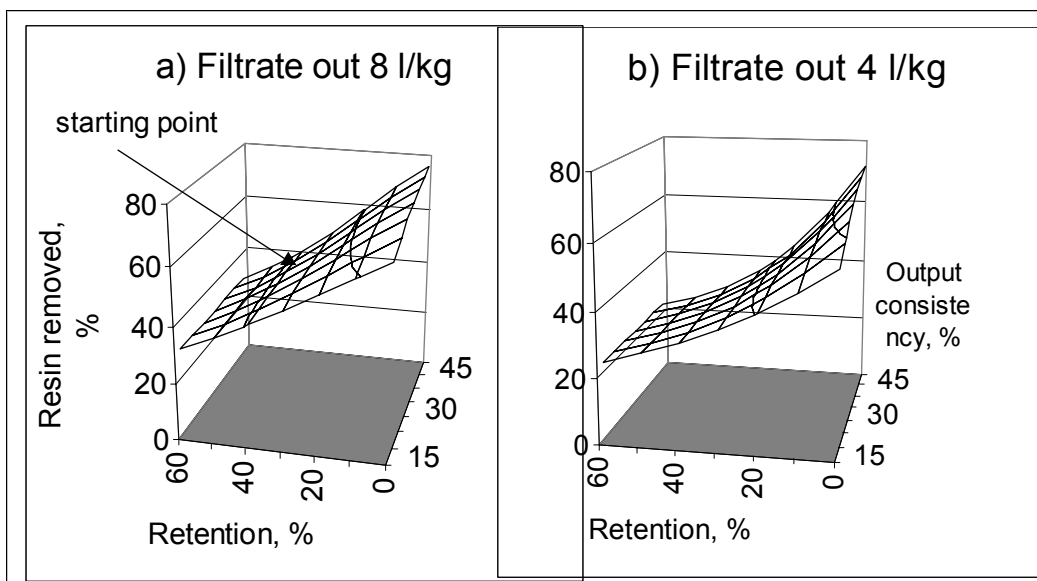 a) Filtrate out 8 l/kg
starting point
80
60
40
20
0
Resin removed,
%
60
40
20
0
45
30
15
Retention, %
b) Filtrate out 4 l/kg
80
60
40
20
0
60
40
20
0
45
30
15
Output
consiste
ncy, %
Retention, %